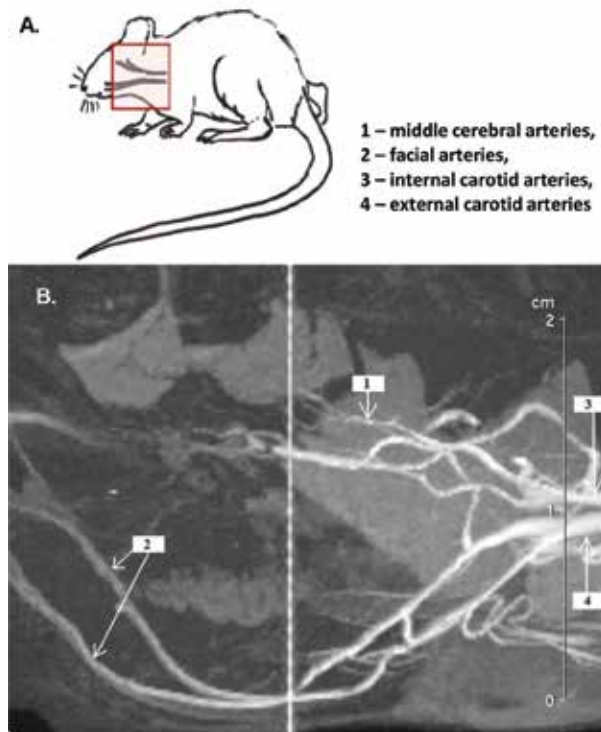 A.
1 – middle cerebral arteries,
2 – facial arteries,
3 – internal carotid arteries,
4 – external carotid arteries
B.
cm
2
1
3
1
2
4
0